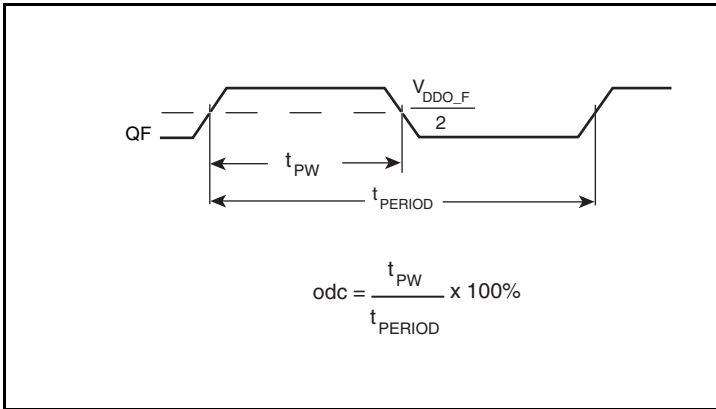 V_DDO_F
2
QF
t_PW
t_PERIOD
odc = t_PW / t_PERIOD x 100%